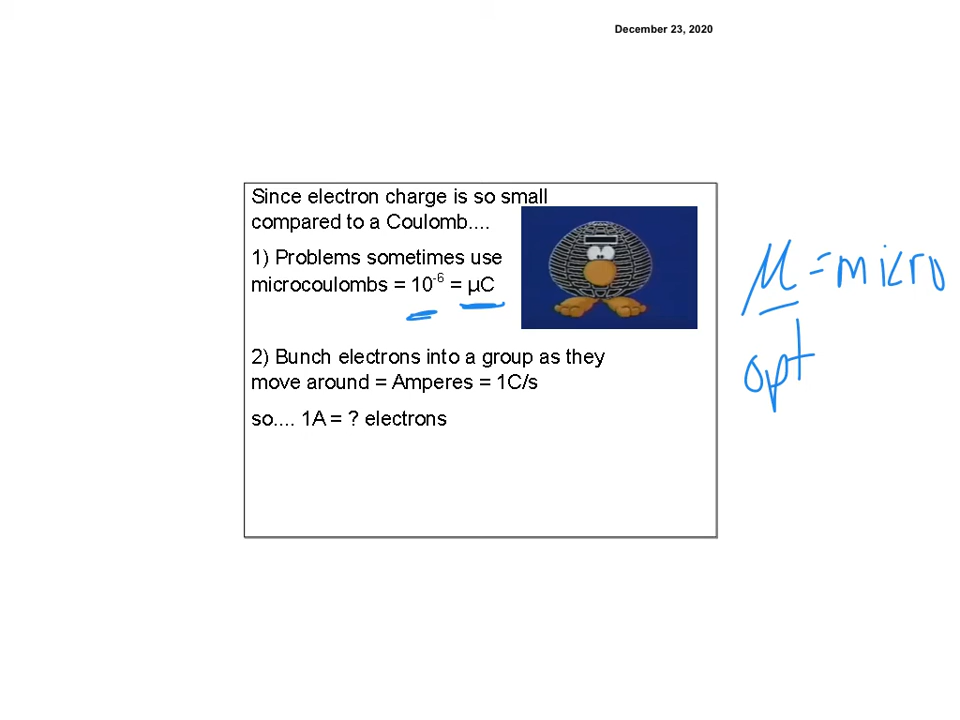 December 23, 2020
Since electron charge is so small
compared to a Coulomb....
1) Problems sometimes use
microcoulombs = 10⁻⁶ = µC
µ = micro
opt
2) Bunch electrons into a group as they
move around = Amperes = 1C/s
so.... 1A = ? electrons